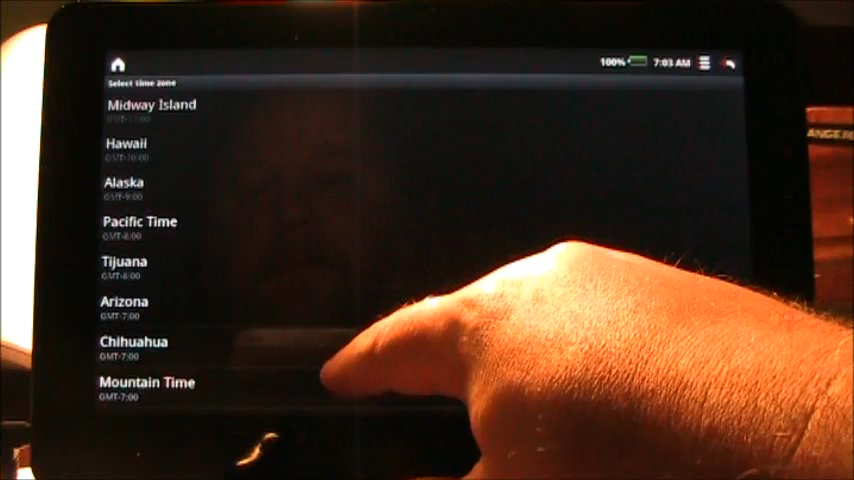 100% 7:03 AM
Select time zone
Midway Island
GMT-11:00
Hawaii
GMT-10:00
Alaska
GMT-9:00
Pacific Time
GMT-8:00
Tijuana
GMT-8:00
Arizona
GMT-7:00
Chihuahua
GMT-7:00
Mountain Time
GMT-7:00